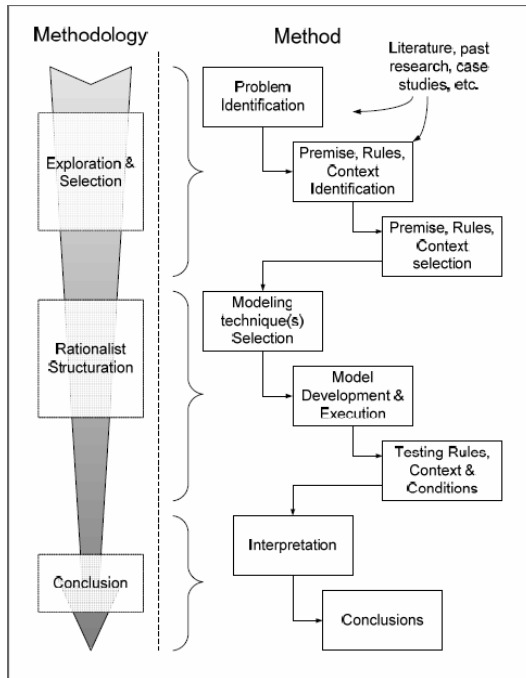 Methodology
Method
Literature, past
research, case
studies, etc.
Problem
Identification
Exploration &
Selection
Premise, Rules,
Context
Identification
Premise, Rules,
Context
selection
Modeling
technique(s)
Selection
Rationalist
Structuration
Model
Development &
Execution
Testing Rules,
Context &
Conditions
Interpretation
Conclusion
Conclusions